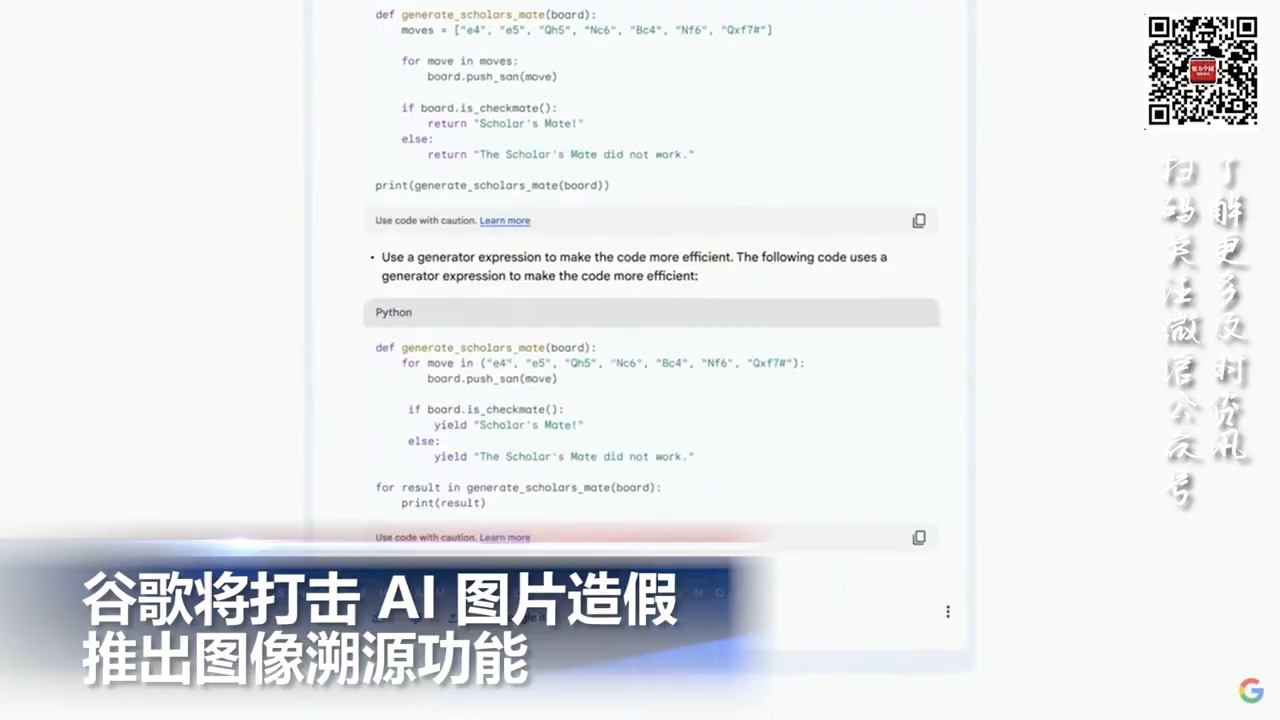 def generate_scholars_mate(board):
moves = ["e4", "e5", "Qh5", "Nc6", "Bc4", "Nf6", "Qxf7#"]
for move in moves:
board.push_san(move)
if board.is_checkmate():
return "Scholar's Mate!"
else:
return "The Scholar's Mate did not work."
print(generate_scholars_mate(board))
Use code with caution. Learn more
• Use a generator expression to make the code more efficient. The following code uses a
generator expression to make the code more efficient:
Python
def generate_scholars_mate(board):
for move in ("e4", "e5", "Qh5", "Nc6", "Bc4", "Nf6", "Qxf7#"):
board.push_san(move)
if board.is_checkmate():
yield "Scholar's Mate!"
else:
yield "The Scholar's Mate did not work."
for result in generate_scholars_mate(board):
print(result)
Use code with caution. Learn more
谷歌将打击 AI 图片造假
推出图像溯源功能
扫码关注微信公众号
了解更多及时资讯